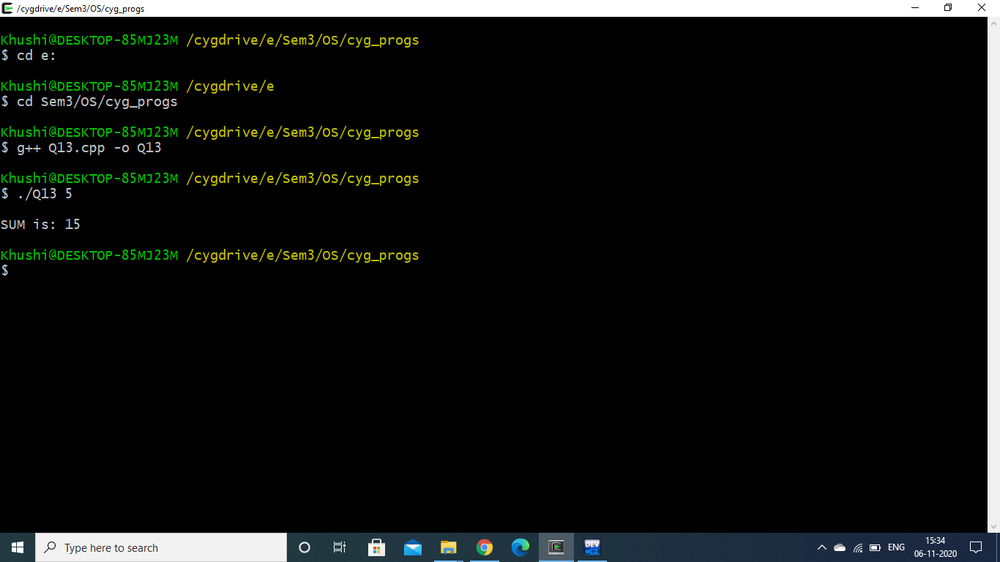 /cygdrive/e/Sem3/OS/cyg_progs
Khushi@DESKTOP-85MJ23M /cygdrive/e/Sem3/OS/cyg_progs
$ cd e:
Khushi@DESKTOP-85MJ23M /cygdrive/e
$ cd Sem3/OS/cyg_progs
Khushi@DESKTOP-85MJ23M /cygdrive/e/Sem3/OS/cyg_progs
$ g++ Q13.cpp -o Q13
Khushi@DESKTOP-85MJ23M /cygdrive/e/Sem3/OS/cyg_progs
$ ./Q13 5
SUM is: 15
Khushi@DESKTOP-85MJ23M /cygdrive/e/Sem3/OS/cyg_progs
$
Type here to search
DEV
C++
ENG
15:34
06-11-2020